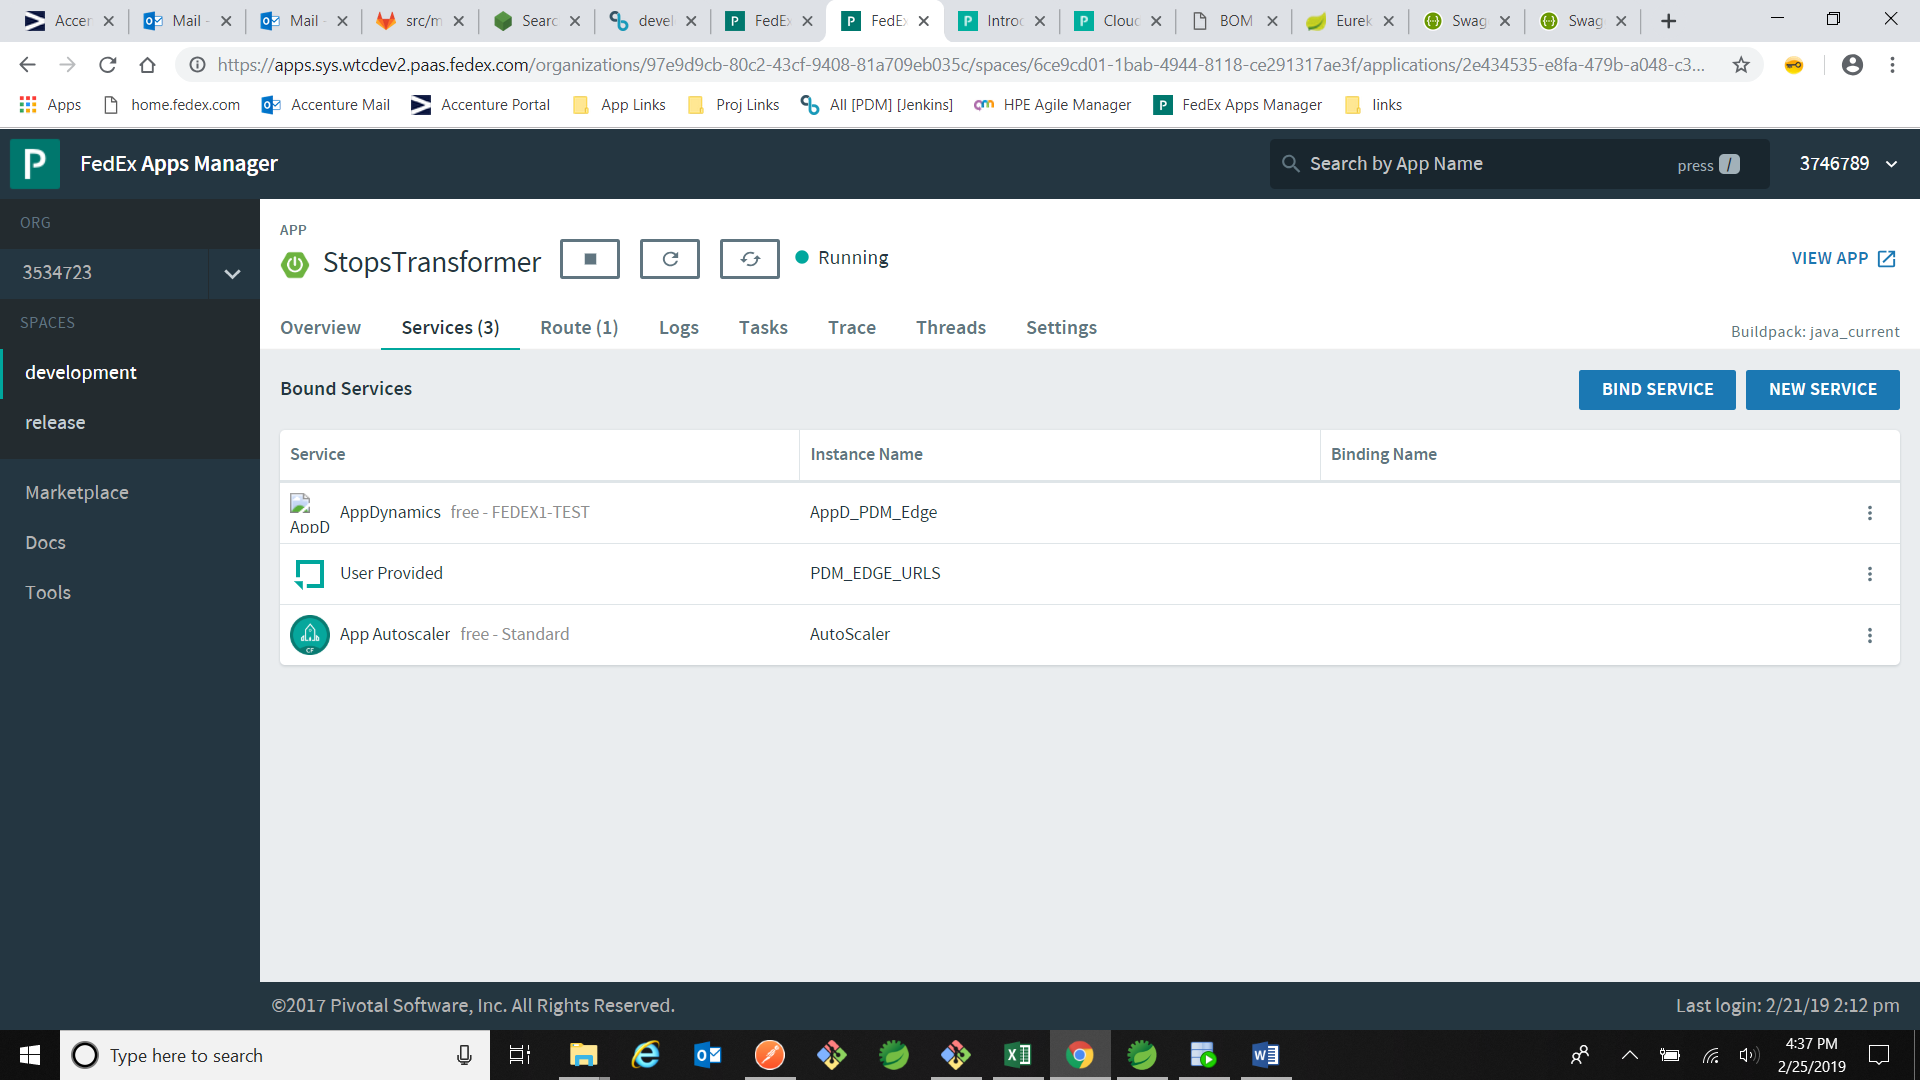 Accer
Mail -
Mail -
src/m
Searc
devel
FedEx
FedEx
Introc
Cloud
BOM
Eurek
Swag
Swag
https://apps.sys.wtcdev2.paas.fedex.com/organizations/97e9d9cb-80c2-43cf-9408-81a709eb035c/spaces/6ce9cd01-1bab-4944-8118-ce291317ae3f/applications/2e434535-e8fa-479b-a048-c3...
Apps home.fedex.com Accenture Mail Accenture Portal App Links Proj Links All [PDM] [Jenkins] HPE Agile Manager FedEx Apps Manager links
P FedEx Apps Manager
Search by App Name press /
3746789
ORG
3534723
SPACES
development
release
Marketplace
Docs
Tools
APP
StopsTransformer
Running
VIEW APP
Overview Services (3) Route (1) Logs Tasks Trace Threads Settings
Buildpack: java_current
Bound Services
BIND SERVICE NEW SERVICE
Service Instance Name Binding Name
AppD AppDynamics free - FEDEX1-TEST AppD_PDM_Edge
User Provided PDM_EDGE_URLS
CF App Autoscaler free - Standard AutoScaler
©2017 Pivotal Software, Inc. All Rights Reserved.
Last login: 2/21/19 2:12 pm
Type here to search
4:37 PM
2/25/2019